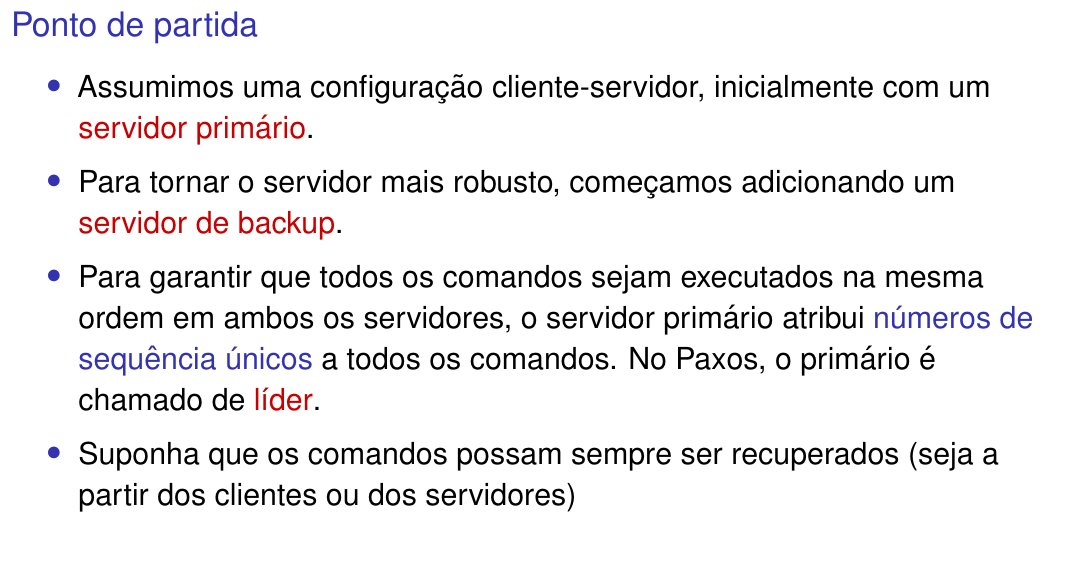 Ponto de partida
• Assumimos uma configuração cliente-servidor, inicialmente com um
servidor primário.
• Para tornar o servidor mais robusto, começamos adicionando um
servidor de backup.
• Para garantir que todos os comandos sejam executados na mesma
ordem em ambos os servidores, o servidor primário atribui números de
sequência únicos a todos os comandos. No Paxos, o primário é
chamado de líder.
• Suponha que os comandos possam sempre ser recuperados (seja a
partir dos clientes ou dos servidores)